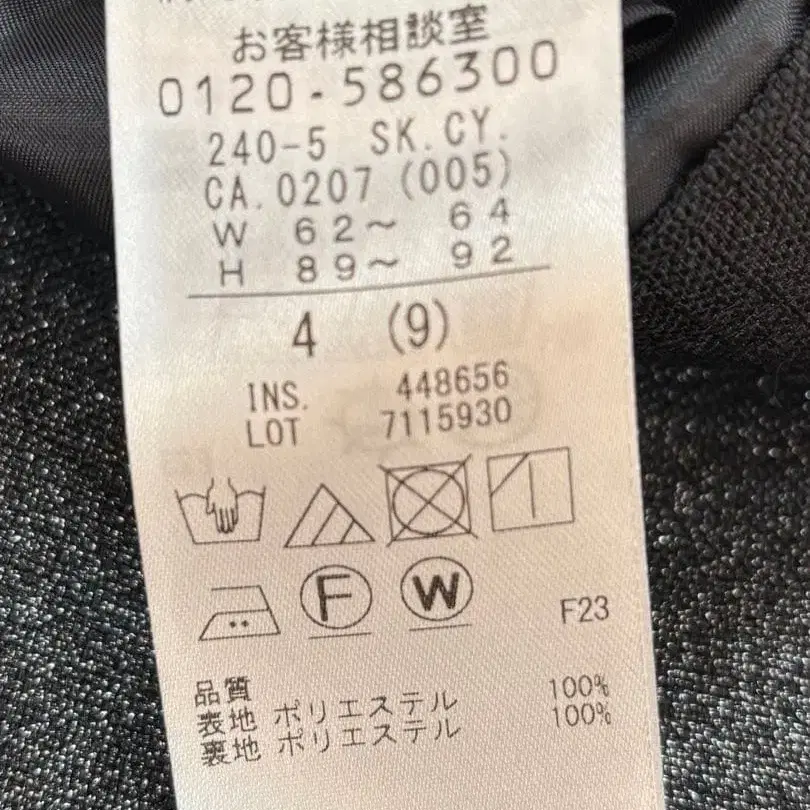 お客様相談室
0120-586300
240-5 SK.CY.
CA.0207 (005)
W 62~ 64
H 89~ 92
4 (9)
INS. 448656
LOT 7115930
F W F23
品質
表地 ポリエステル 100%
裏地 ポリエステル 100%